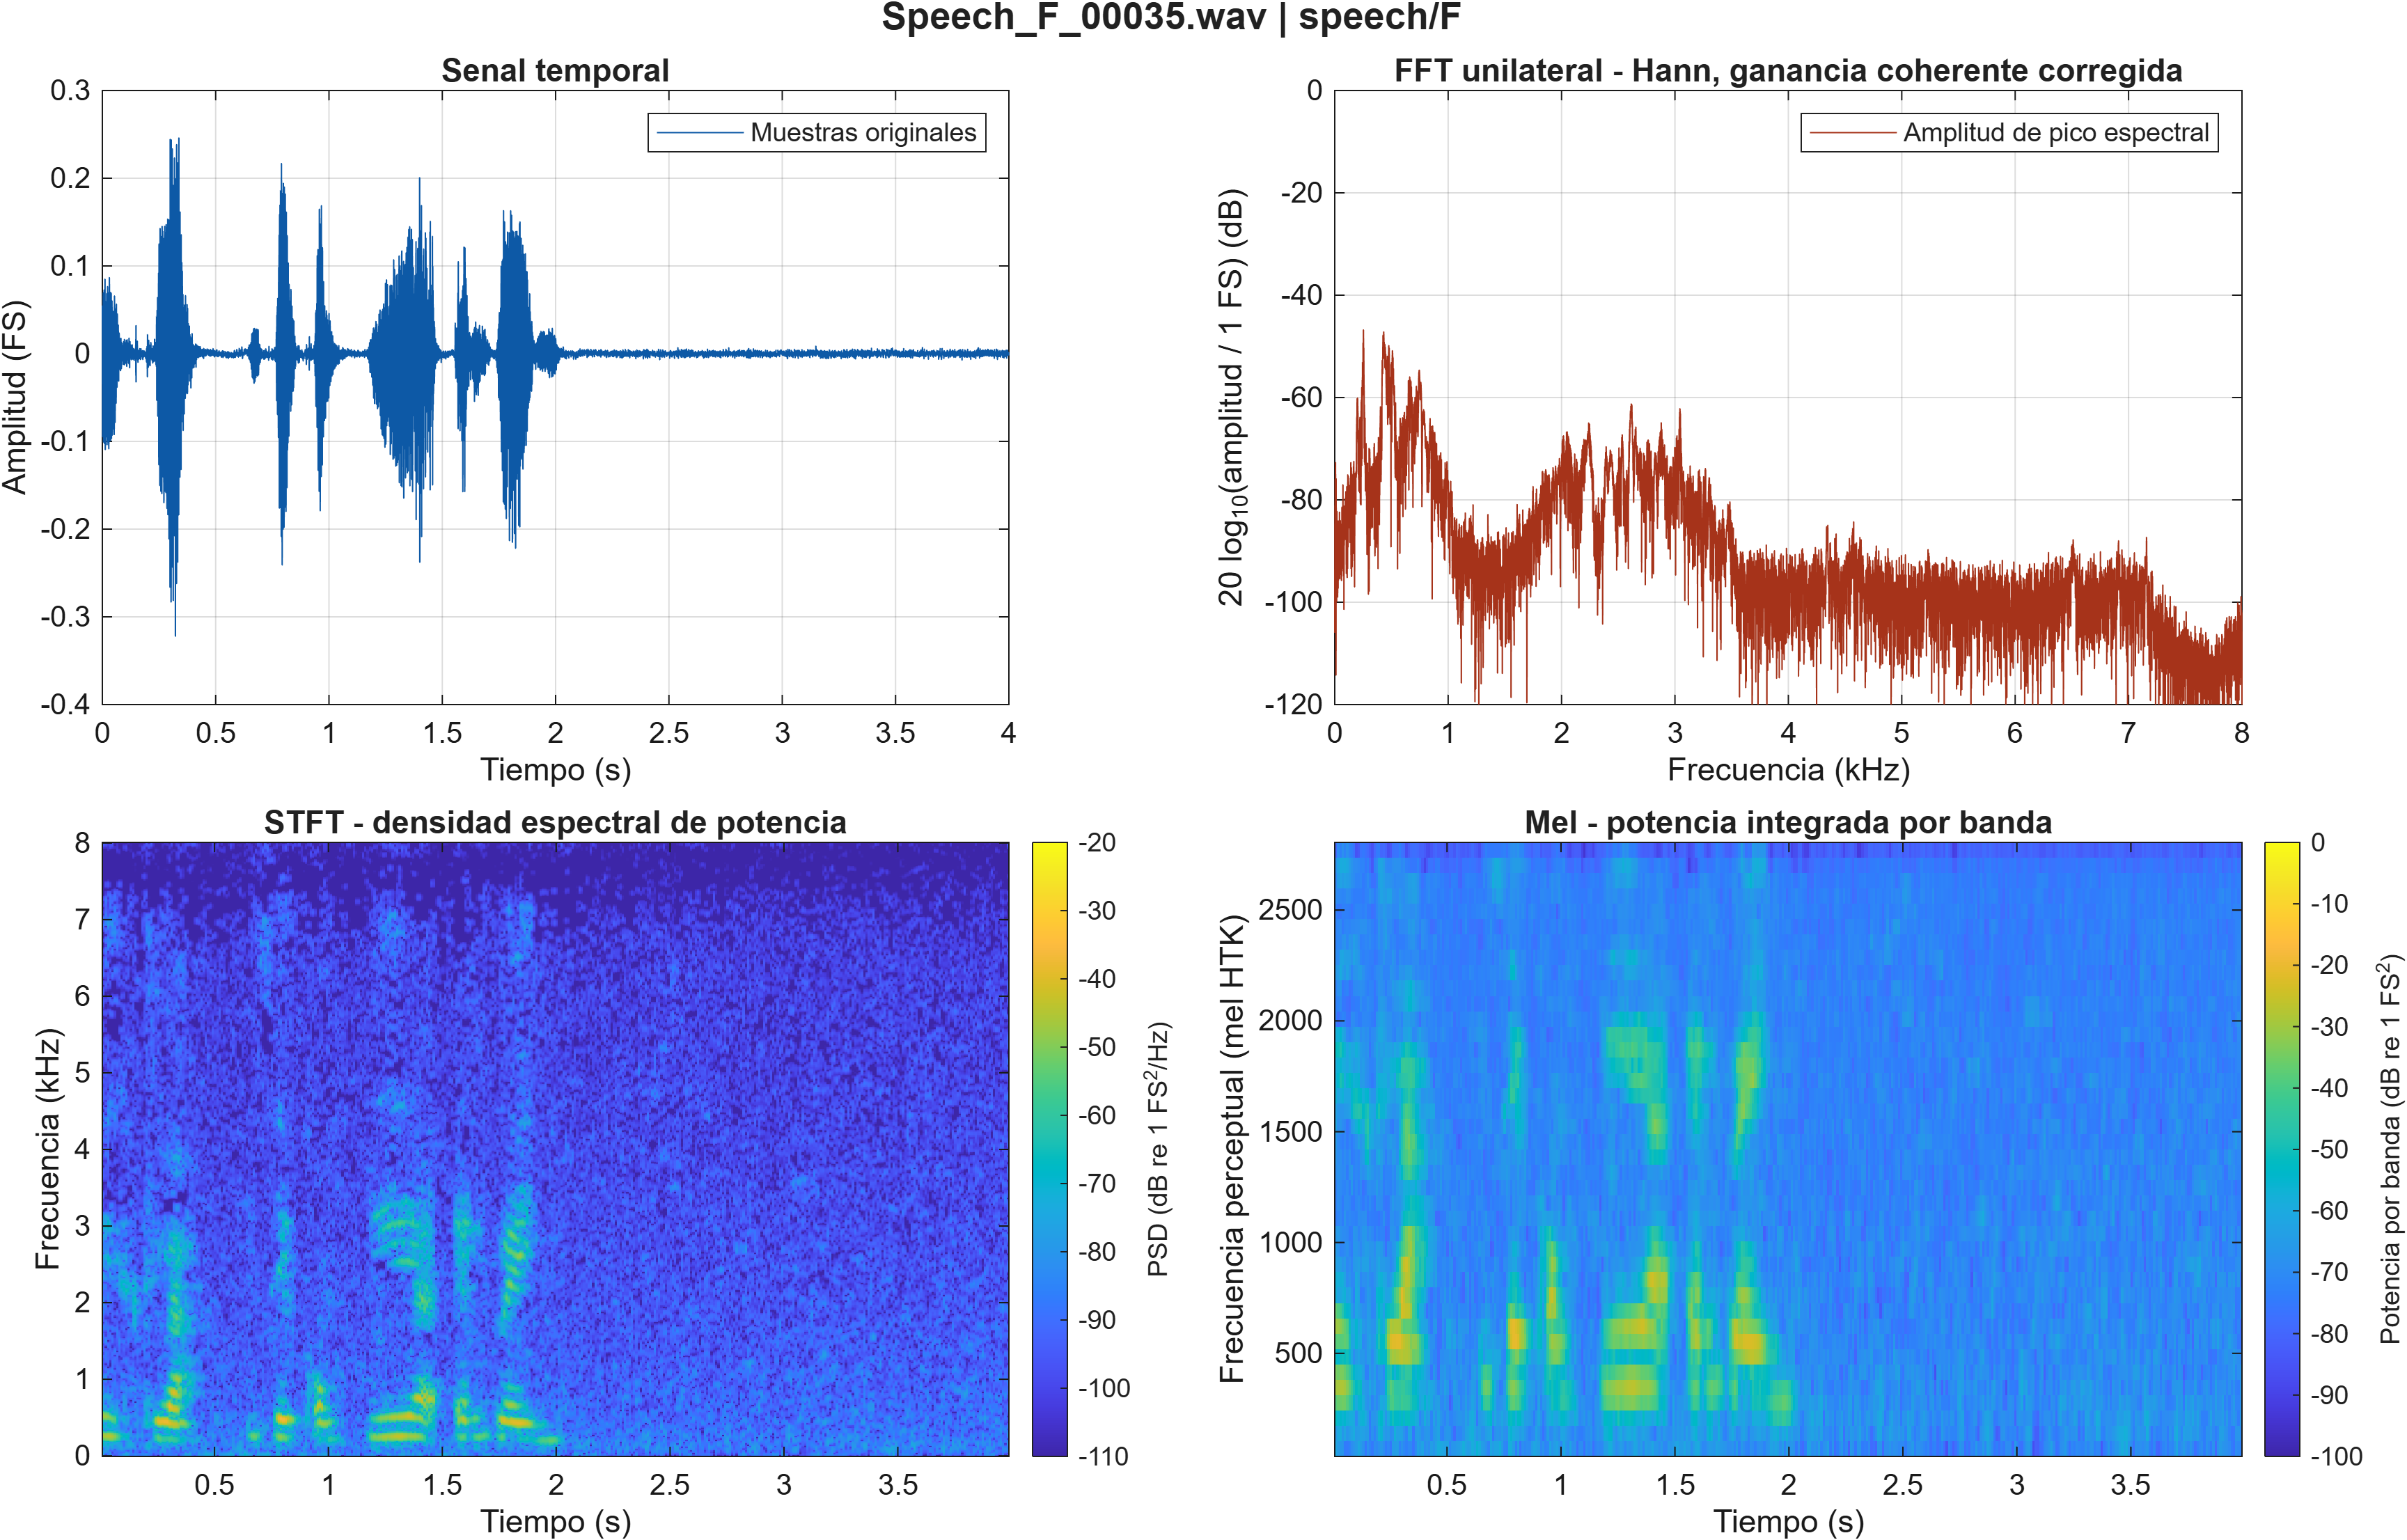 Speech_F_00035.wav | speech/F
Senal temporal
Muestras originales
Amplitud (FS)
0.3
0.2
0.1
0
-0.1
-0.2
-0.3
-0.4
0 0.5 1 1.5 2 2.5 3 3.5 4
Tiempo (s)
FFT unilateral - Hann, ganancia coherente corregida
Amplitud de pico espectral
20 log10(amplitud / 1 FS) (dB)
0
-20
-40
-60
-80
-100
-120
0 1 2 3 4 5 6 7 8
Frecuencia (kHz)
STFT - densidad espectral de potencia
Frecuencia (kHz)
8
7
6
5
4
3
2
1
0
0.5 1 1.5 2 2.5 3 3.5
Tiempo (s)
-20
-30
-40
-50
-60
-70
-80
-90
-100
-110
PSD (dB re 1 FS²/Hz)
Mel - potencia integrada por banda
Frecuencia perceptual (mel HTK)
2500
2000
1500
1000
500
0.5 1 1.5 2 2.5 3 3.5
Tiempo (s)
0
-10
-20
-30
-40
-50
-60
-70
-80
-90
-100
Potencia por banda (dB re 1 FS²)